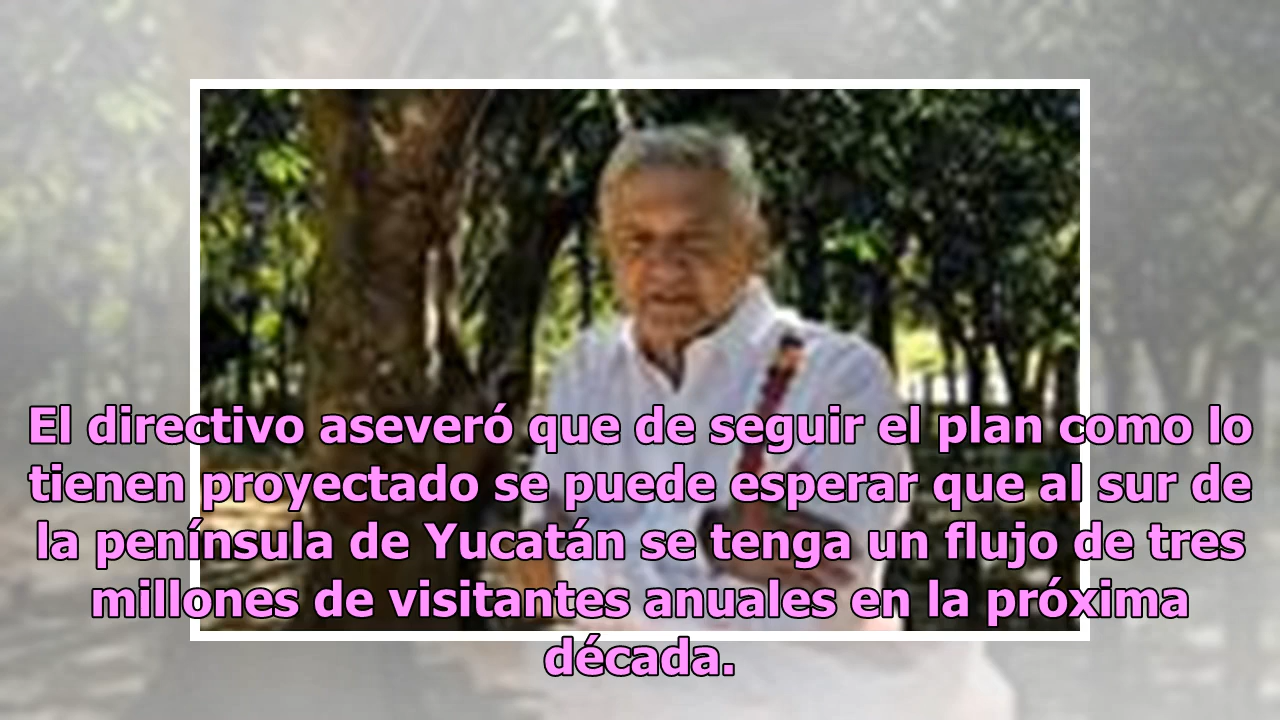 El directivo aseveró que de seguir el plan como lo
tienen proyectado se puede esperar que al sur de
la península de Yucatán se tenga un flujo de tres
millones de visitantes anuales en la próxima
década.